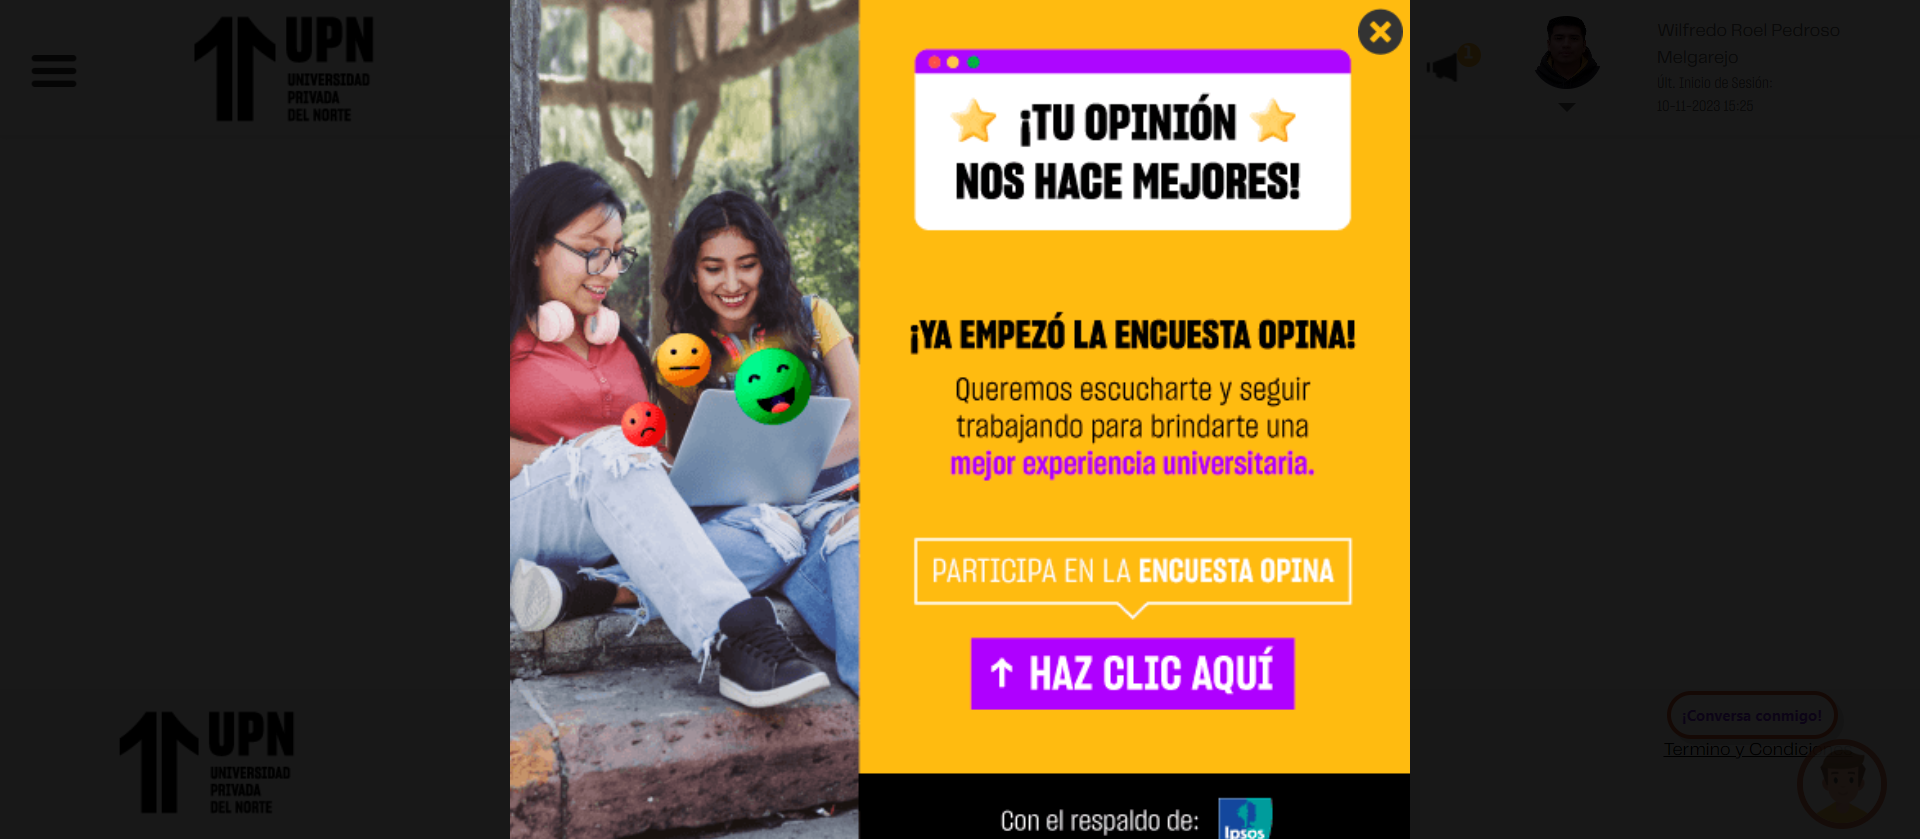 UPN
UNIVERSIDAD
PRIVADA
DEL NORTE
1
Wilfredo Roel Pedroso
Melgarejo
Últ. Inicio de Sesión:
10-11-2023 15:25
¡TU OPINIÓN
NOS HACE MEJORES!
¡YA EMPEZÓ LA ENCUESTA OPINA!
Queremos escucharte y seguir
trabajando para brindarte una
mejor experiencia universitaria.
PARTICIPA EN LA ENCUESTA OPINA
↑ HAZ CLIC AQUÍ
Con el respaldo de:
Ipsos
UPN
UNIVERSIDAD
PRIVADA
DEL NORTE
¡Conversa conmigo!
Termino y